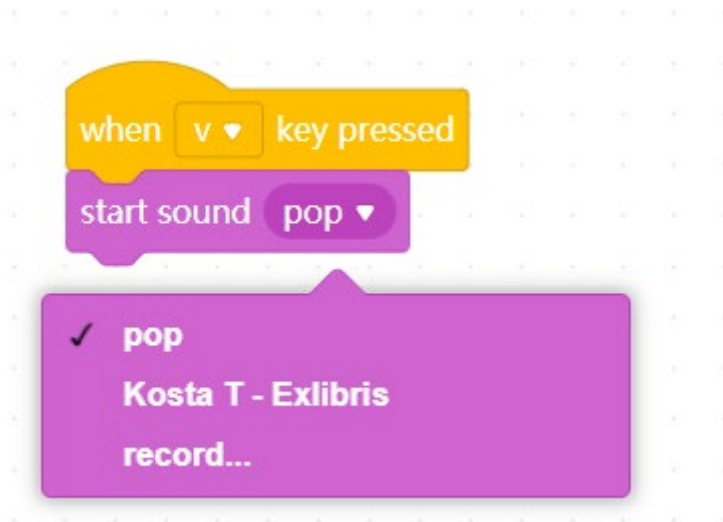 when v key pressed
start sound pop
pop
Kosta T - Exlibris
record...